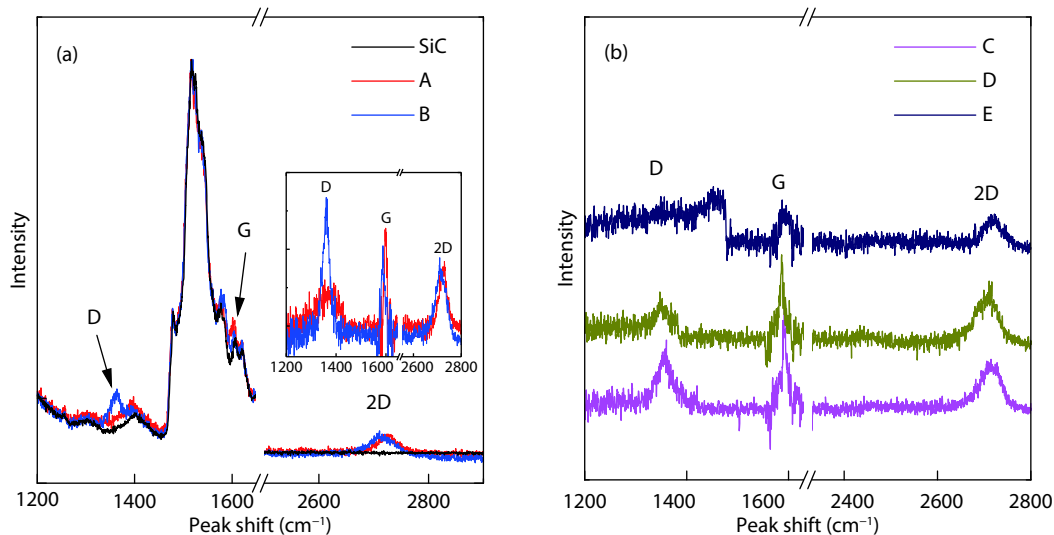 (a)
SiC
A
B
D
G
2D
D
G
2D
1200 1400 1600 2600 2800
1200 1400 1600 2600 2800
Intensity
Peak shift (cm⁻¹)
(b)
C
D
E
D
G
2D
1200 1400 1600 2400 2600 2800
Intensity
Peak shift (cm⁻¹)